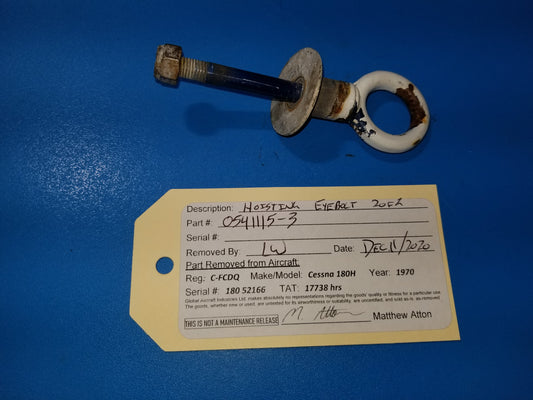 Description: HOISTING EYEBOLT 20F2
Part #: 0541115-3
Serial #:
Removed By: LW Date: DEC 11/2020
Part Removed from Aircraft:
Reg: C-FCDQ Make/Model: Cessna 180H Year: 1970
Serial #: 180 52166 TAT: 17738 hrs
Global Aircraft Industries Ltd. makes absolutely no representations regarding the goods' quality or fitness for a particular use
The goods, whether new or used, are untested for its airworthiness or suitability, are uncertified, and sold as-is, as removed.
THIS IS NOT A MAINTENANCE RELEASE M Atton Matthew Atton